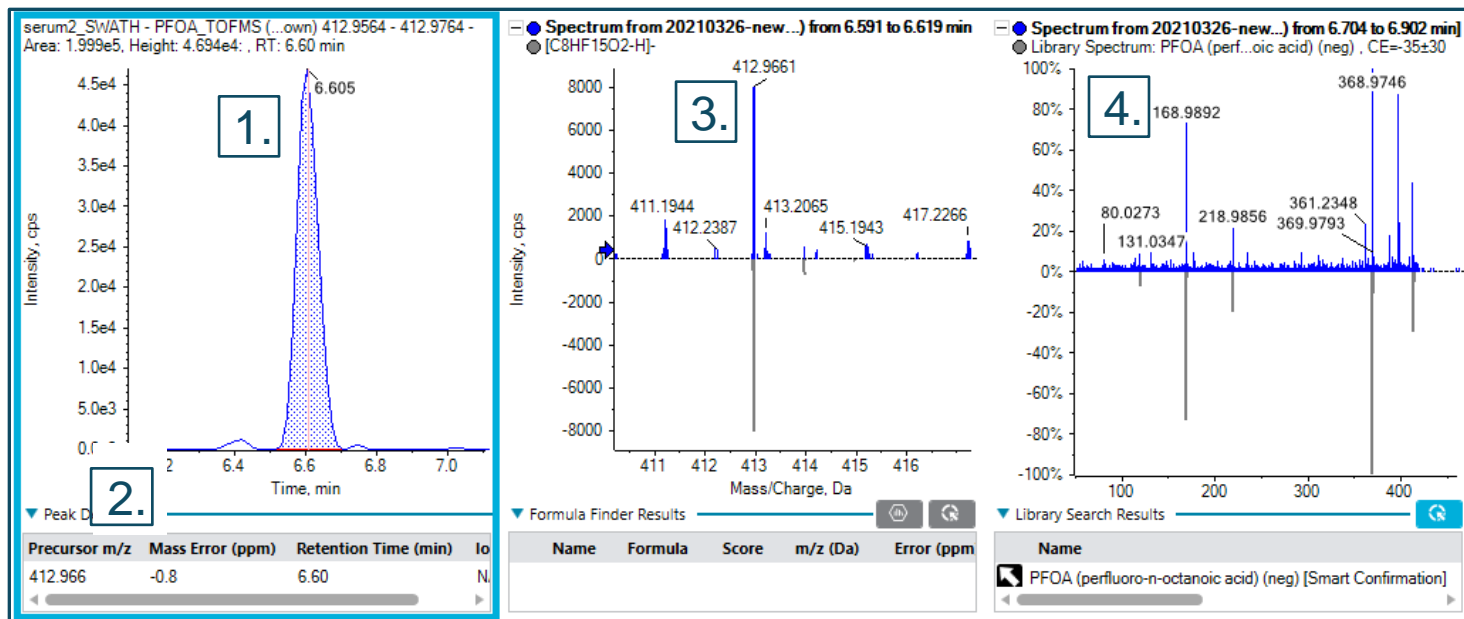 serum2_SWATH - PFOA_TOFMS (...own) 412.9564 - 412.9764 -
Area: 1.999e5, Height: 4.694e4: , RT: 6.60 min
1.
6.605
Intensity, cps
4.5e4
4.0e4
3.5e4
3.0e4
2.5e4
2.0e4
1.5e4
1.0e4
5.0e3
6.4
6.6
6.8
7.0
Time, min
2.
Precursor m/z Mass Error (ppm) Retention Time (min)
412.966 -0.8 6.60
Spectrum from 20210326-new...) from 6.591 to 6.619 min
[C8HF15O2-H]-
3.
412.9661
411.1944
412.2387
413.2065
415.1943
417.2266
Intensity, cps
8000
6000
4000
2000
0
-2000
-4000
-6000
-8000
411
412
413
414
415
416
Mass/Charge, Da
Formula Finder Results
Name Formula Score m/z (Da) Error (ppm
Spectrum from 20210326-new...) from 6.704 to 6.902 min]
Library Spectrum: PFOA (perf...oic acid) (neg) , CE=-35±30
4.
368.9746
168.9892
361.2348
369.9793
80.0273
131.0347
218.9856
100%
80%
60%
40%
20%
0%
-20%
-40%
-60%
-80%
-100%
100
200
300
400
Library Search Results
Name
PFOA (perfluoro-n-octanoic acid) (neg) [Smart Confirmation]